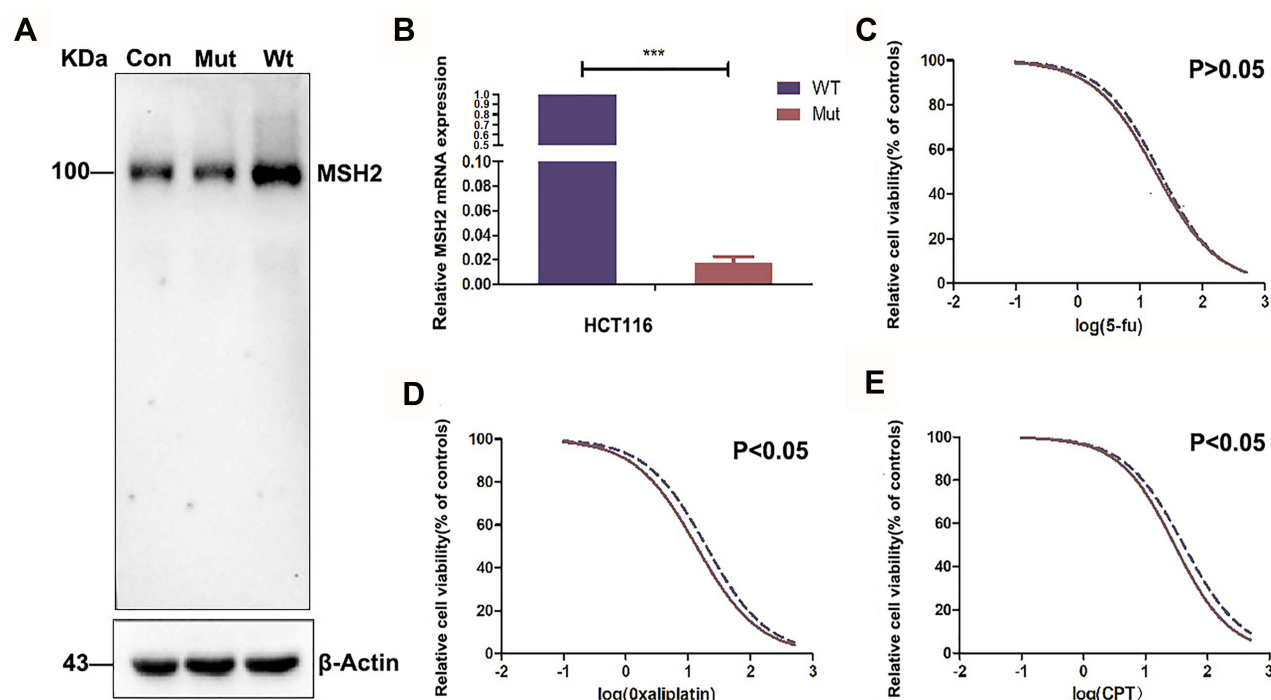 A
KDa Con Mut Wt
100 MSH2
43 β-Actin
B
***
Relative MSH2 mRNA expression
1.0
0.9
0.8
0.7
0.6
0.5
0.10
0.08
0.06
0.04
0.02
0.00
HCT116
WT
Mut
C
P>0.05
Relative cell viability(% of controls)
100
80
60
40
20
0
-2 -1 0 1 2 3
log(5-fu)
D
P<0.05
Relative cell viability(% of controls)
100
80
60
40
20
0
-2 -1 0 1 2 3
log(0xaliplatin)
E
P<0.05
Relative cell viability(% of controls)
100
80
60
40
20
0
-2 -1 0 1 2 3
log(CPT)